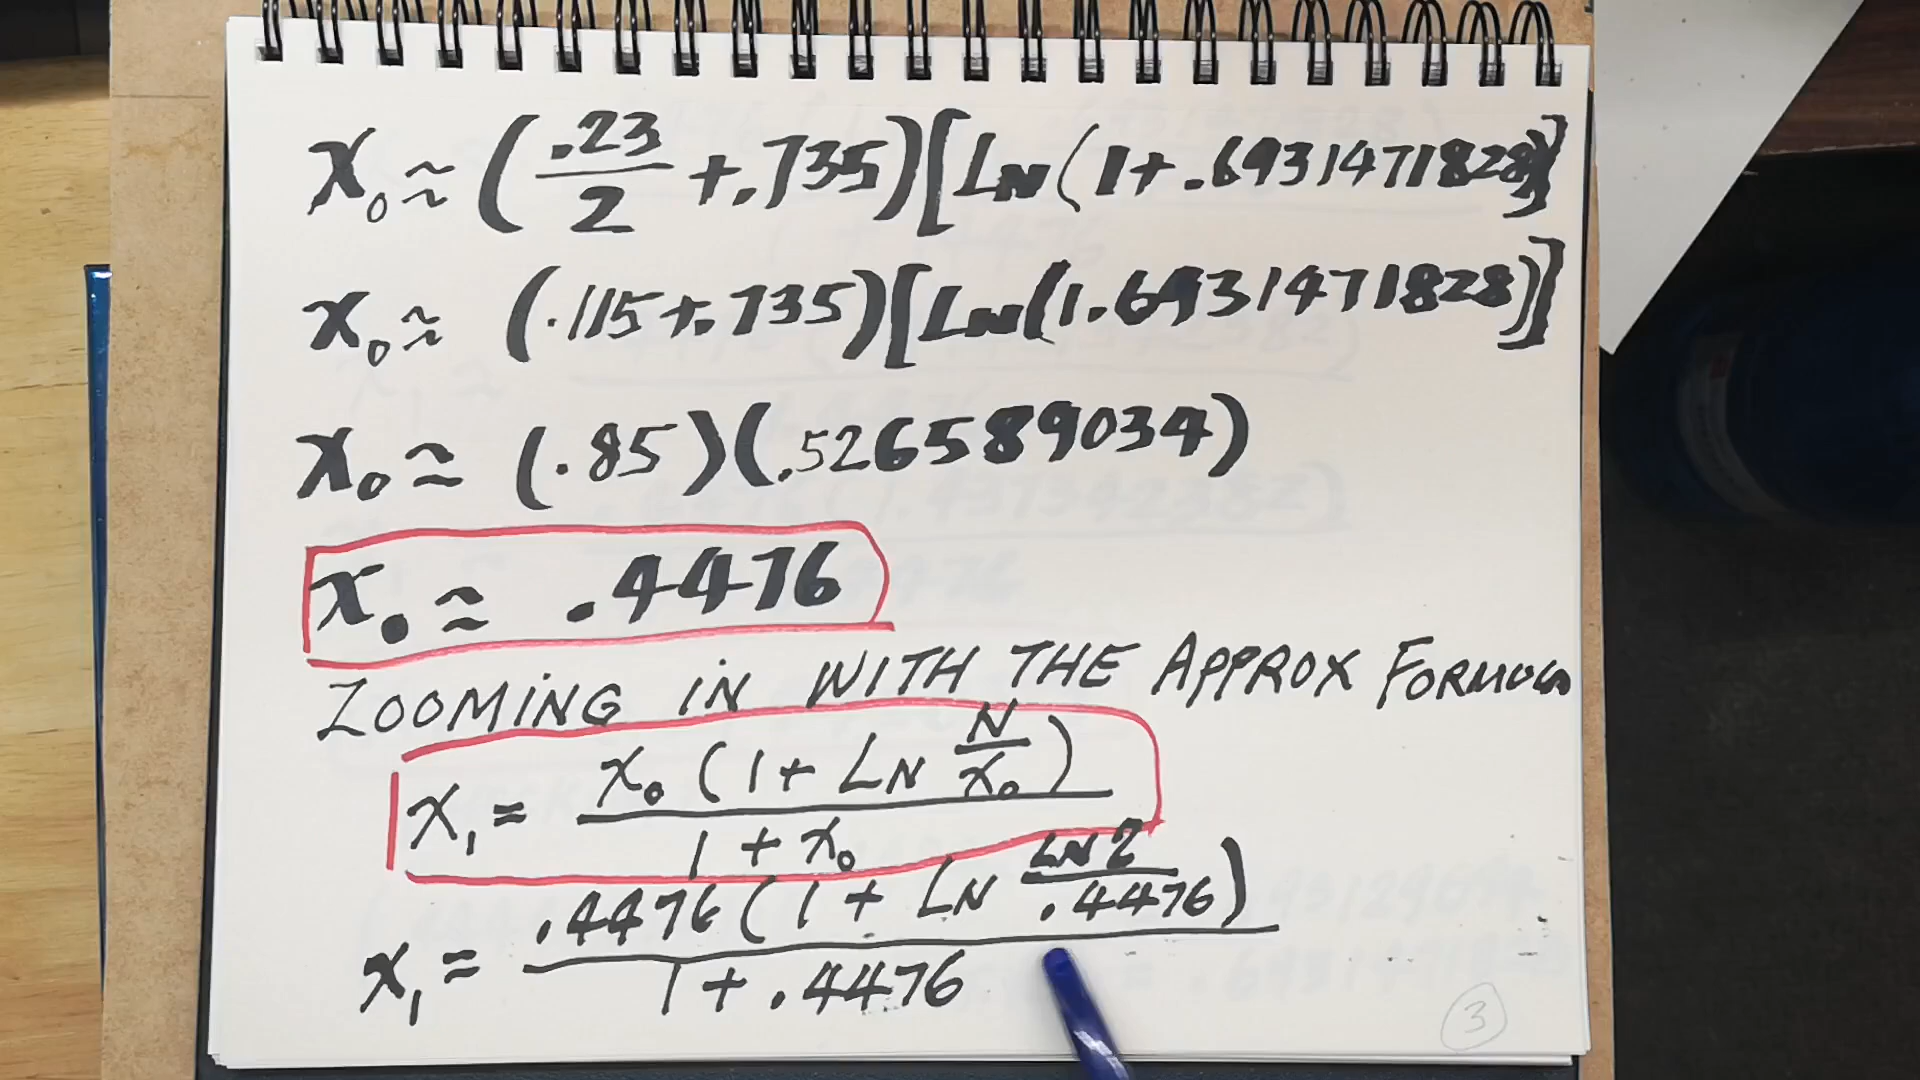 X₀ ≈ (.23/2 + .735)[LN(1+.6931471828)]
X₀ ≈ (.115+.735)[LN(1.6931471828)]
X₀ ≈ (.85)(.526589034)
X₀ ≈ .4476
ZOOMING IN WITH THE APPROX FORMULA
X₁ = X₀(1 + LN N/X₀) / 1 + X₀
X₁ = .4476(1 + LN LN2/.4476) / 1 + .4476
3